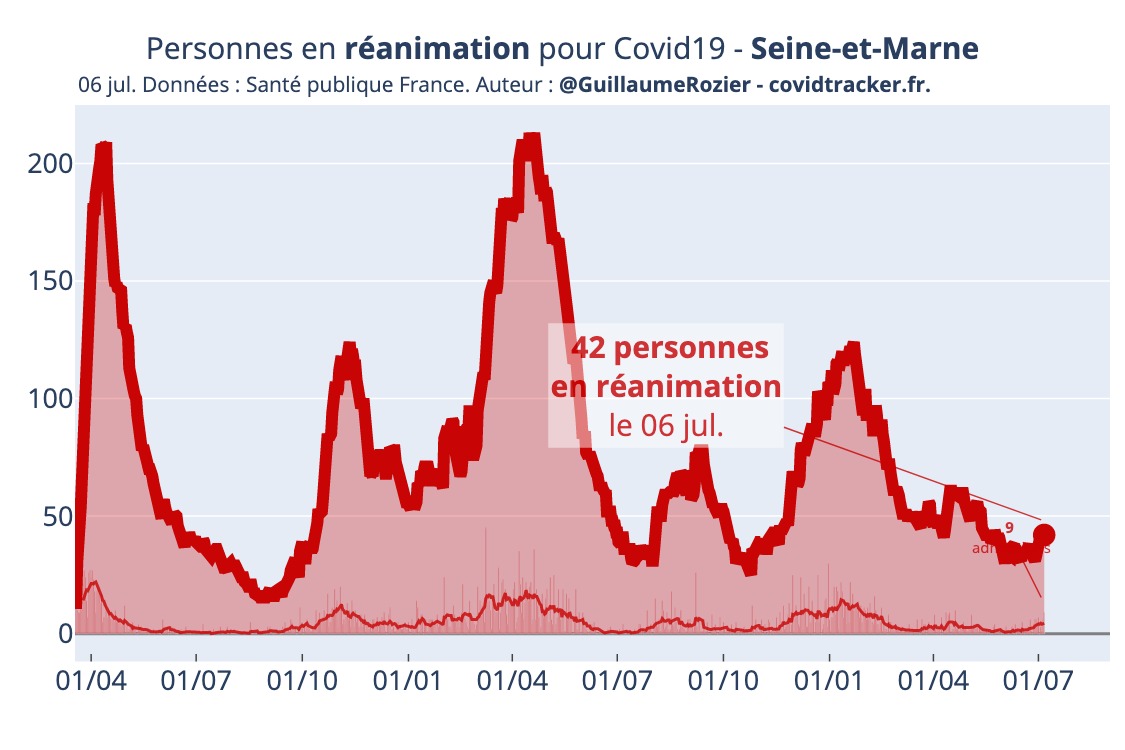 Personnes en réanimation pour Covid19 - Seine-et-Marne
06 jul. Données : Santé publique France. Auteur : @GuillaumeRozier - covidtracker.fr.
200
150
100
50
0
42 personnes
en réanimation
le 06 jul.
9
01/04 01/07 01/10 01/01 01/04 01/07 01/10 01/01 01/04 01/07